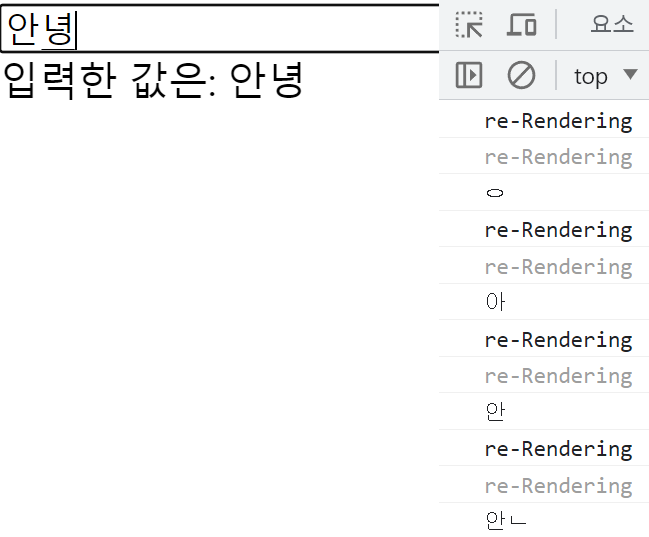 안녕
입력한 값은: 안녕
요소
top
re-Rendering
re-Rendering
ㅇ
re-Rendering
re-Rendering
아
re-Rendering
re-Rendering
안
re-Rendering
re-Rendering
안ㄴ